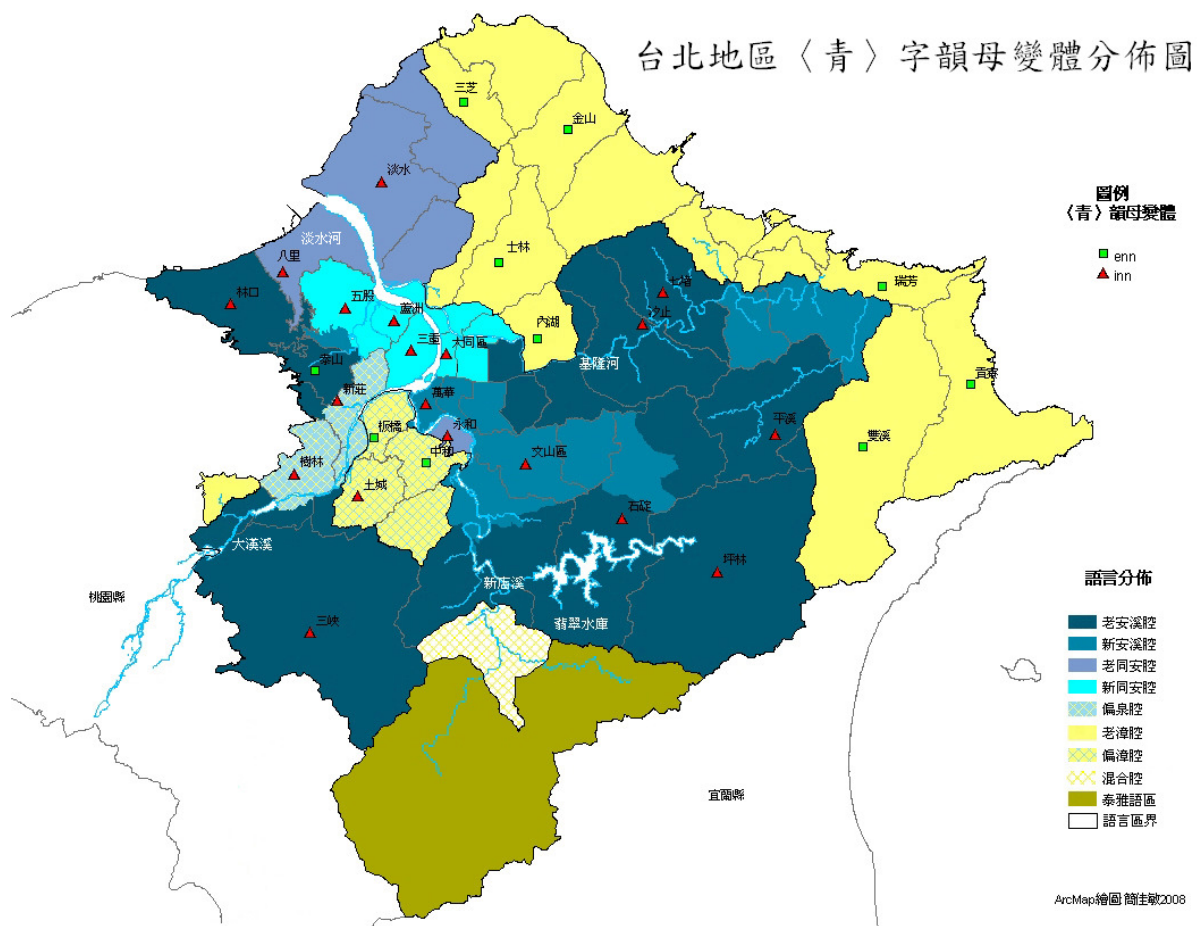 台北地區〈青〉字韻母變體分佈圖
三芝
金山
淡水
圖例
〈青〉韻母變體
enn
inn
淡水河
士林
八里
瑞芳
林口
五股
七堵
蘆洲
汐止
內湖
三重
大同區
基隆河
泰山
貢寮
新莊
萬華
板橋
永和
平溪
中和
文山區
雙溪
樹林
土城
石碇
大漢溪
坪林
新店溪
語言分佈
桃園縣
翡翠水庫
三峽
老安溪腔
新安溪腔
老同安腔
新同安腔
偏泉腔
老漳腔
偏漳腔
混合腔
泰雅語區
語言區界
宜蘭縣
ArcMap繪圖 簡佳敏2008